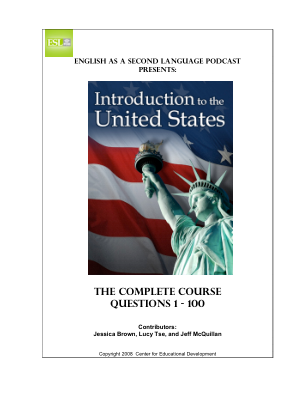 ESL
ENGLISH AS A SECOND LANGUAGE PODCAST
PRESENTS:
Introduction to the
United States
THE COMPLETE COURSE
QUESTIONS 1 - 100
Contributors:
Jessica Brown, Lucy Tse, and Jeff McQuillan
Copyright 2008 Center for Educational Development